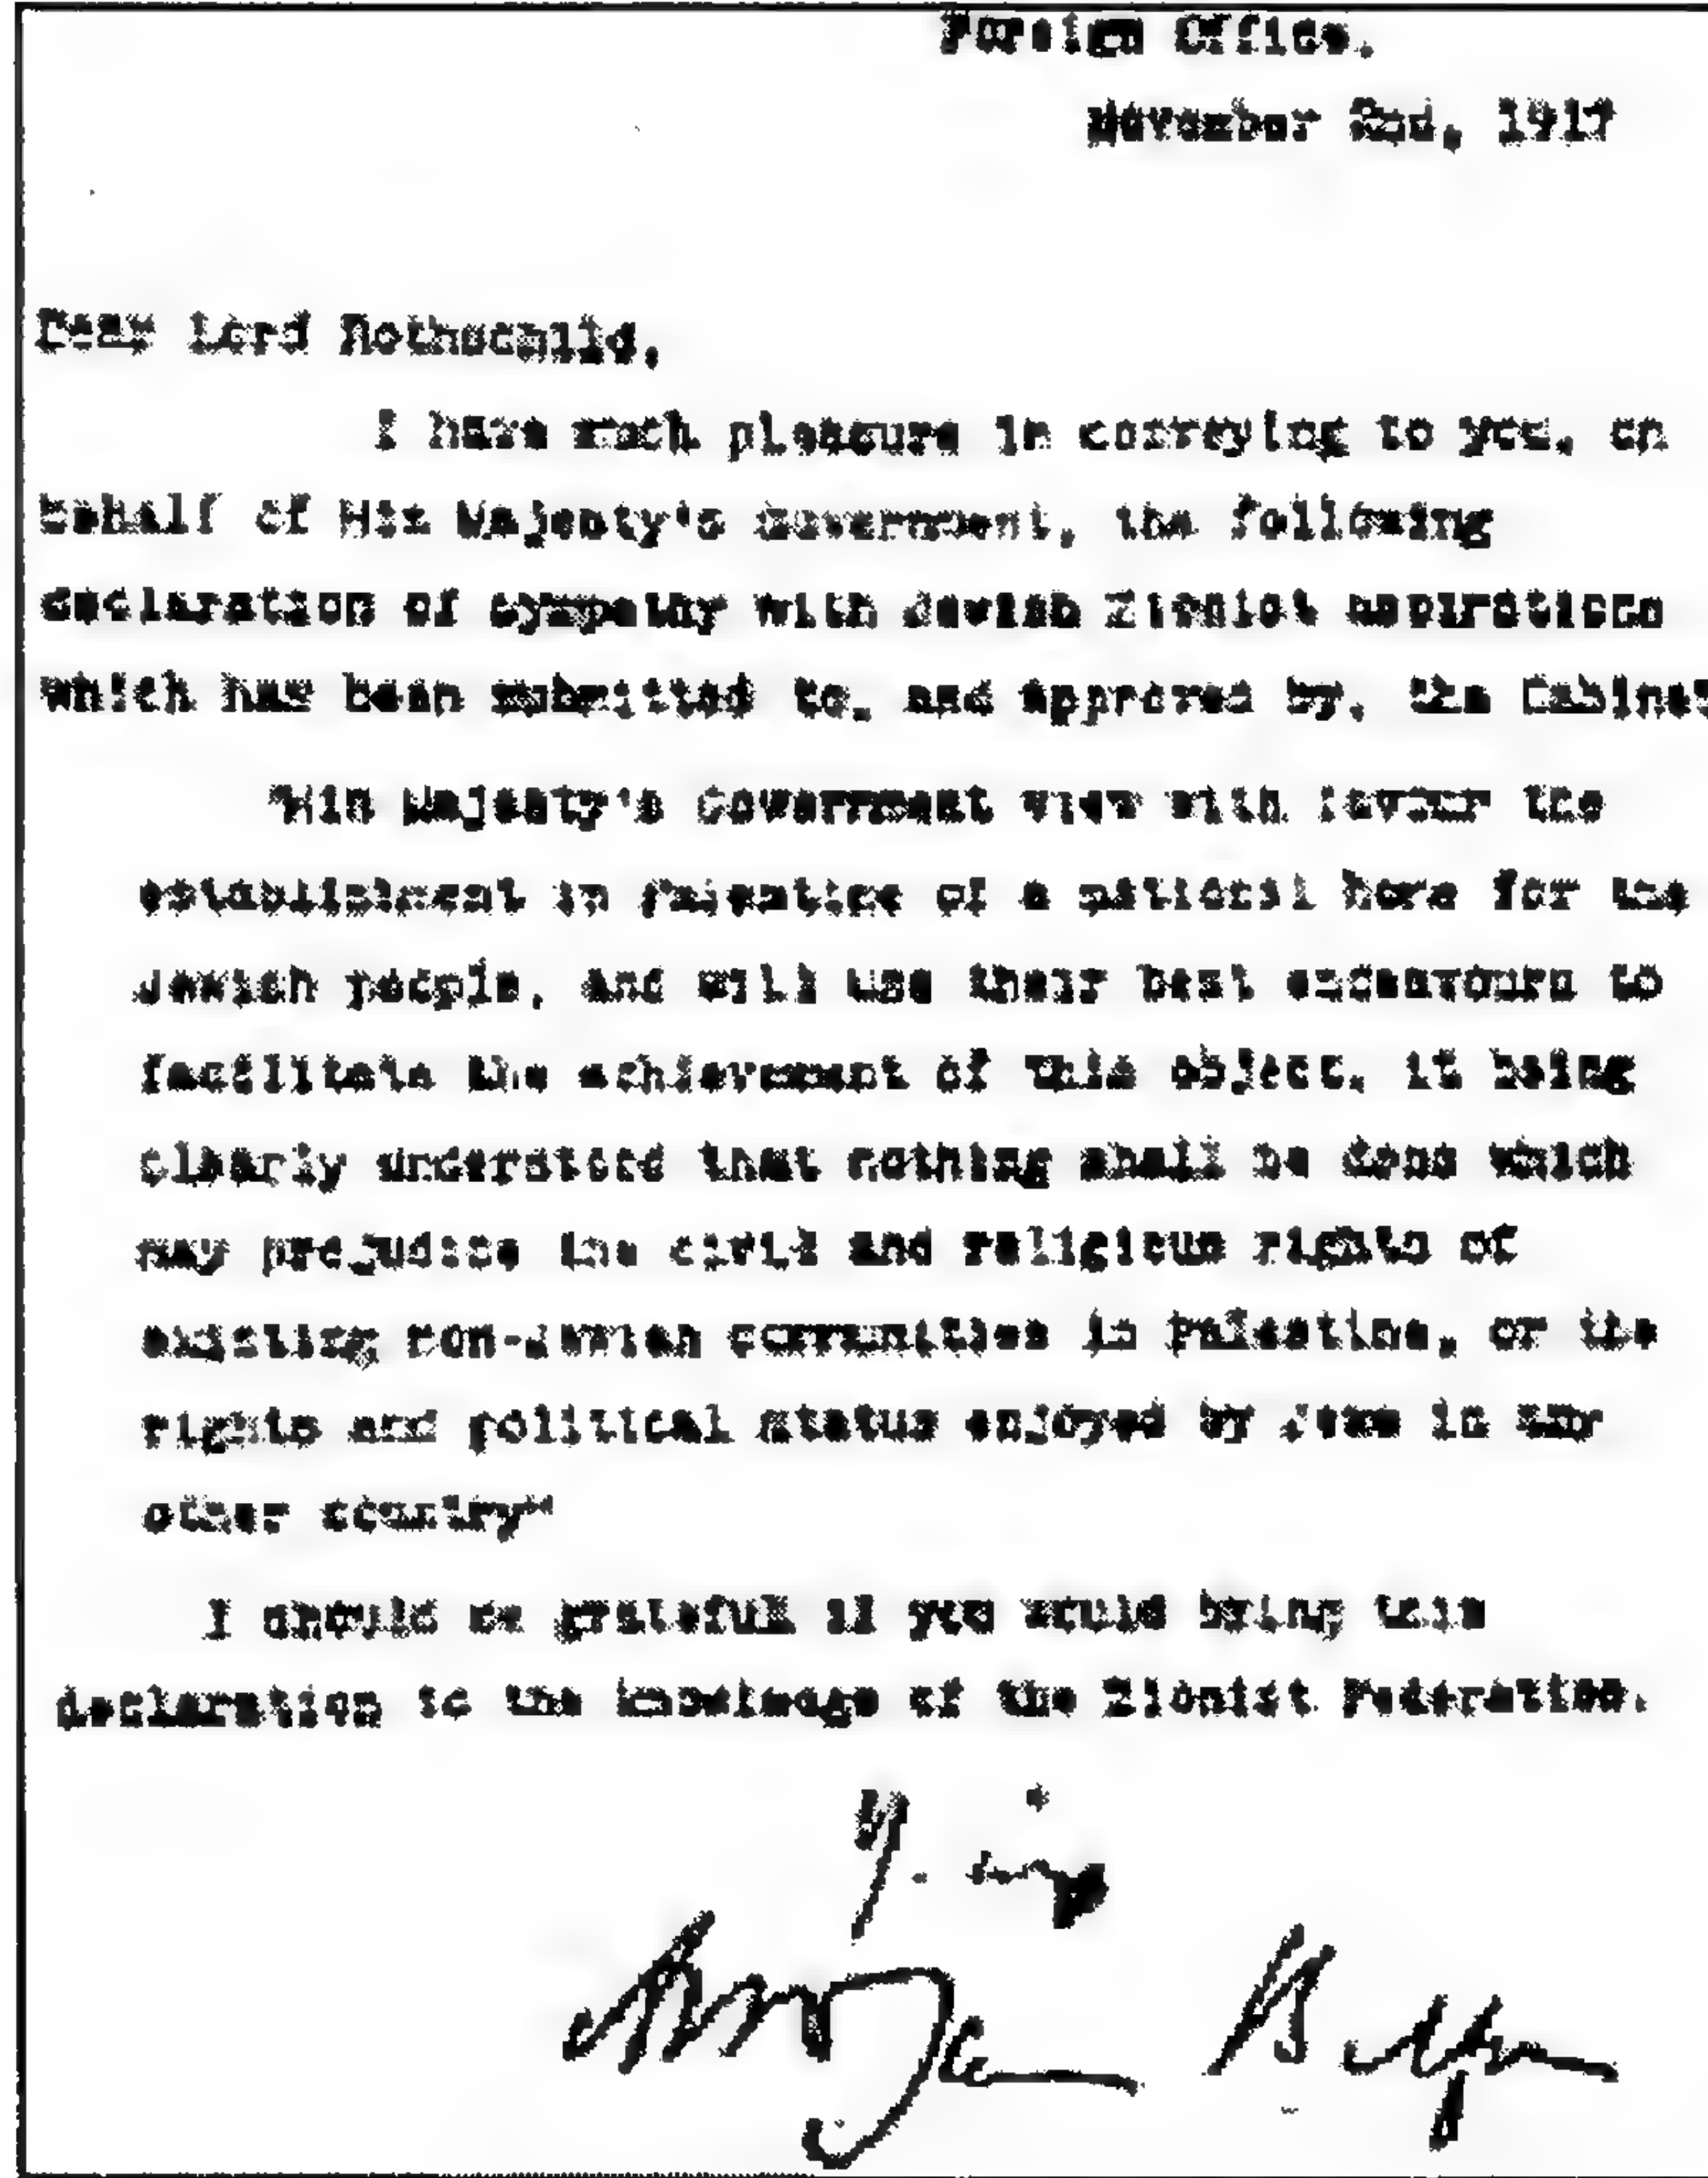 Foreign Office,
November 2nd, 1917
Dear Lord Rothschild,
I have much pleasure in conveying to you, on
behalf of His Majesty's Government, the following
declaration of sympathy with Jewish Zionist aspirations
which has been submitted to, and approved by, the Cabinet
"His Majesty's Government view with favour the
establishment in Palestine of a national home for the
Jewish people, and will use their best endeavours to
facilitate the achievement of this object, it being
clearly understood that nothing shall be done which
may prejudice the civil and religious rights of
existing non-Jewish communities in Palestine, or the
rights and political status enjoyed by Jews in any
other country"
I should be grateful if you would bring this
declaration to the knowledge of the Zionist Federation.
Arthur James Balfour